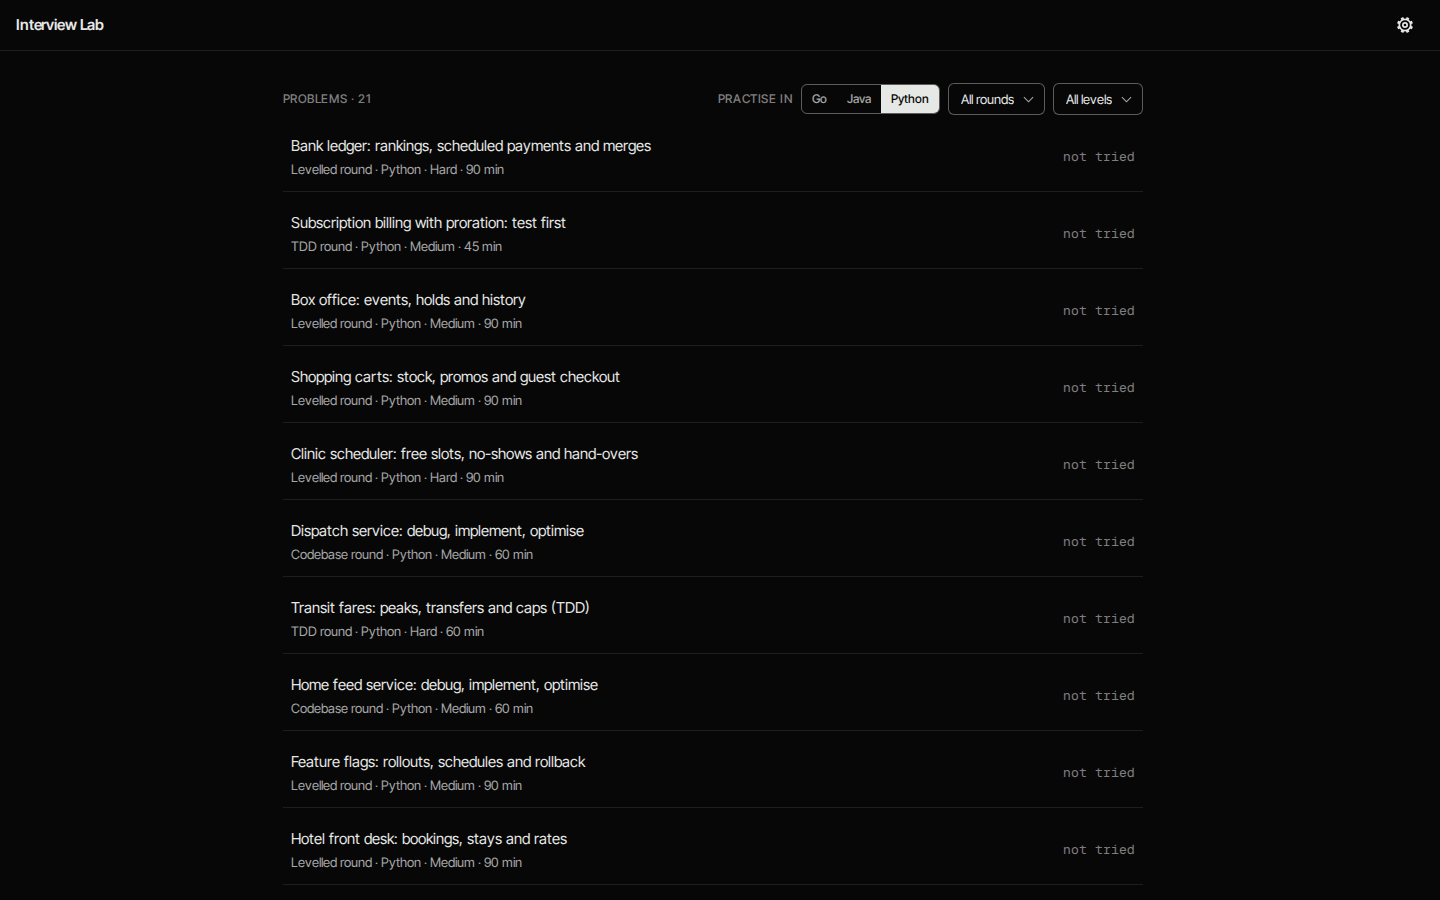 Interview Lab
PROBLEMS · 21
PRACTISE IN Go Java Python All rounds All levels
Bank ledger: rankings, scheduled payments and merges
Levelled round · Python · Hard · 90 min
not tried
Subscription billing with proration: test first
TDD round · Python · Medium · 45 min
not tried
Box office: events, holds and history
Levelled round · Python · Medium · 90 min
not tried
Shopping carts: stock, promos and guest checkout
Levelled round · Python · Medium · 90 min
not tried
Clinic scheduler: free slots, no-shows and hand-overs
Levelled round · Python · Hard · 90 min
not tried
Dispatch service: debug, implement, optimise
Codebase round · Python · Medium · 60 min
not tried
Transit fares: peaks, transfers and caps (TDD)
TDD round · Python · Hard · 60 min
not tried
Home feed service: debug, implement, optimise
Codebase round · Python · Medium · 60 min
not tried
Feature flags: rollouts, schedules and rollback
Levelled round · Python · Medium · 90 min
not tried
Hotel front desk: bookings, stays and rates
Levelled round · Python · Medium · 90 min
not tried